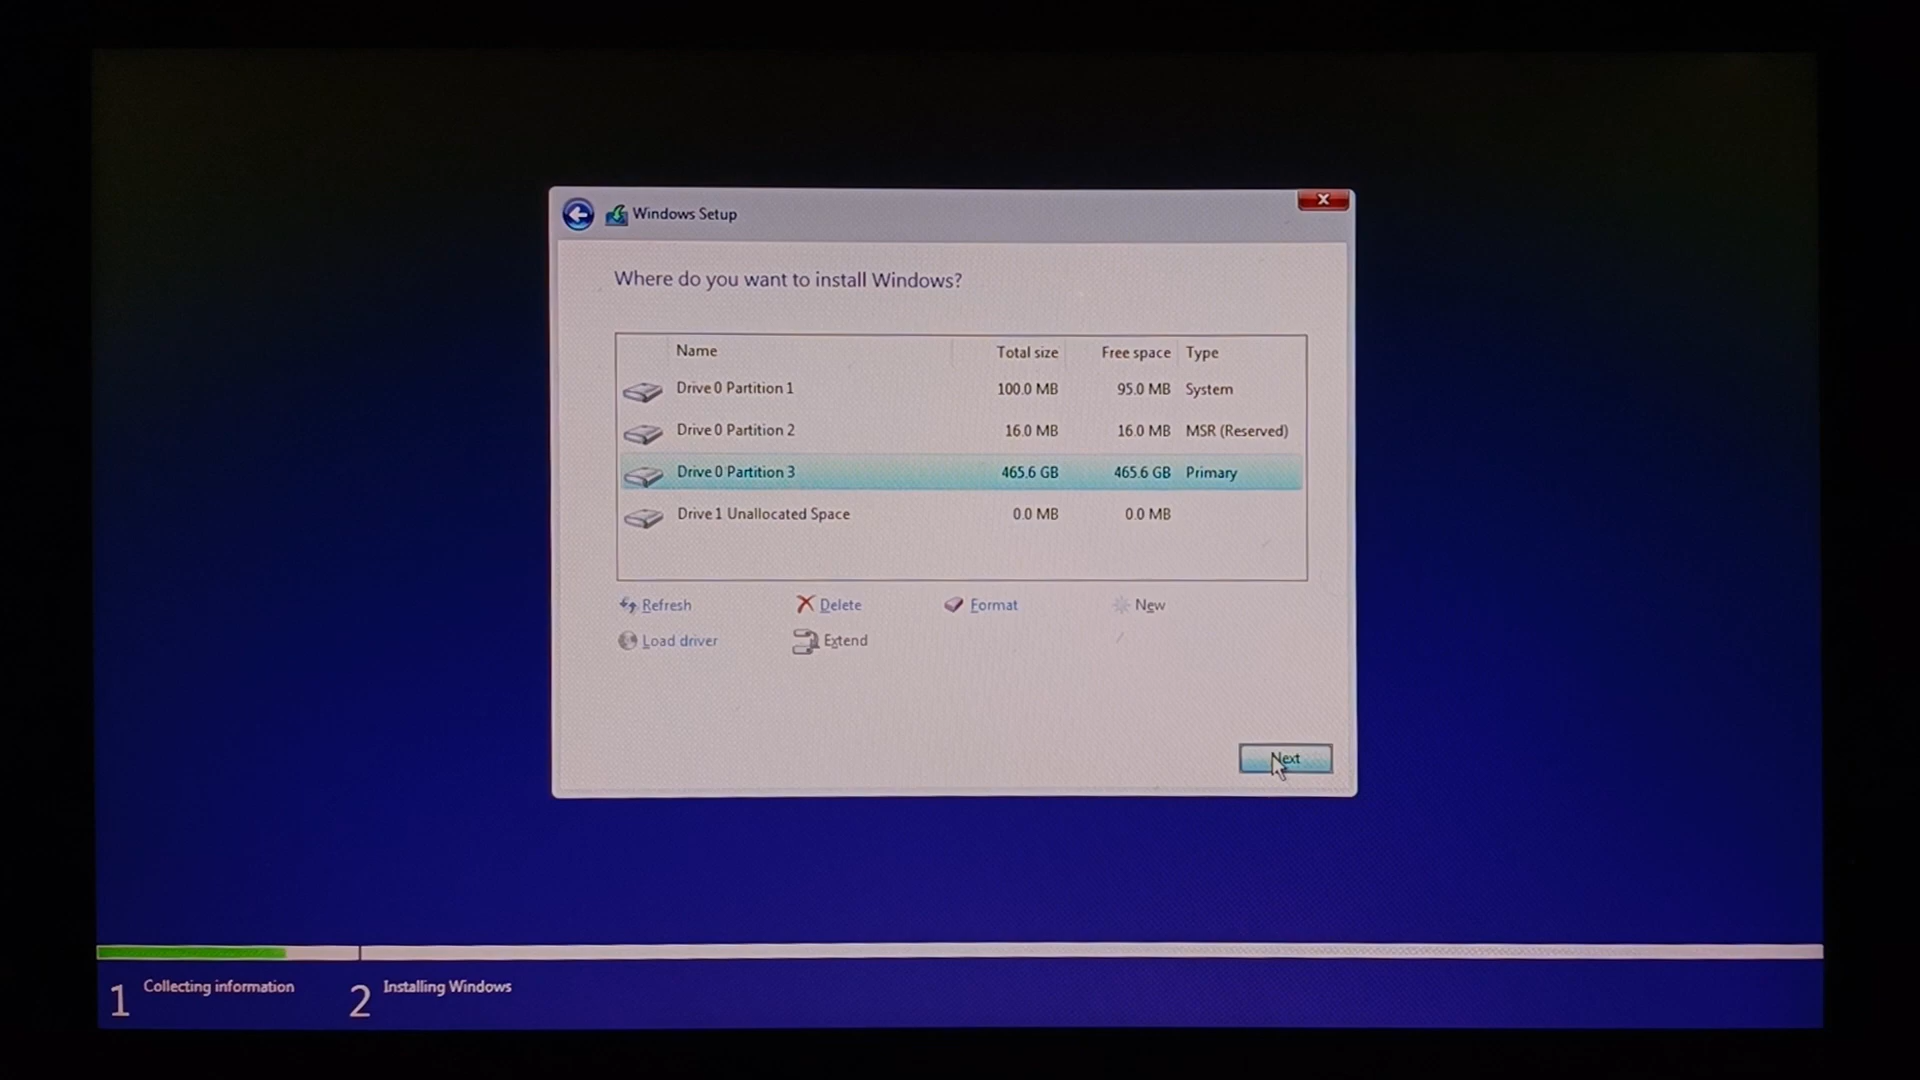 Windows Setup
Where do you want to install Windows?
Name Total size Free space Type
Drive 0 Partition 1 100.0 MB 95.0 MB System
Drive 0 Partition 2 16.0 MB 16.0 MB MSR (Reserved)
Drive 0 Partition 3 465.6 GB 465.6 GB Primary
Drive 1 Unallocated Space 0.0 MB 0.0 MB
Refresh Delete Format New
Load driver Extend
Next
1 Collecting information 2 Installing Windows